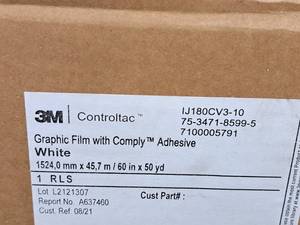 3M Controltac™
IJ180CV3-10
75-3471-8599-5
7100005791
Graphic Film with Comply™ Adhesive
White
1524,0 mm x 45,7 m / 60 in x 50 yd
1 RLS
Lot L2121307
Report No. A637460
Cust. Ref. 08/21
Cust Part#: